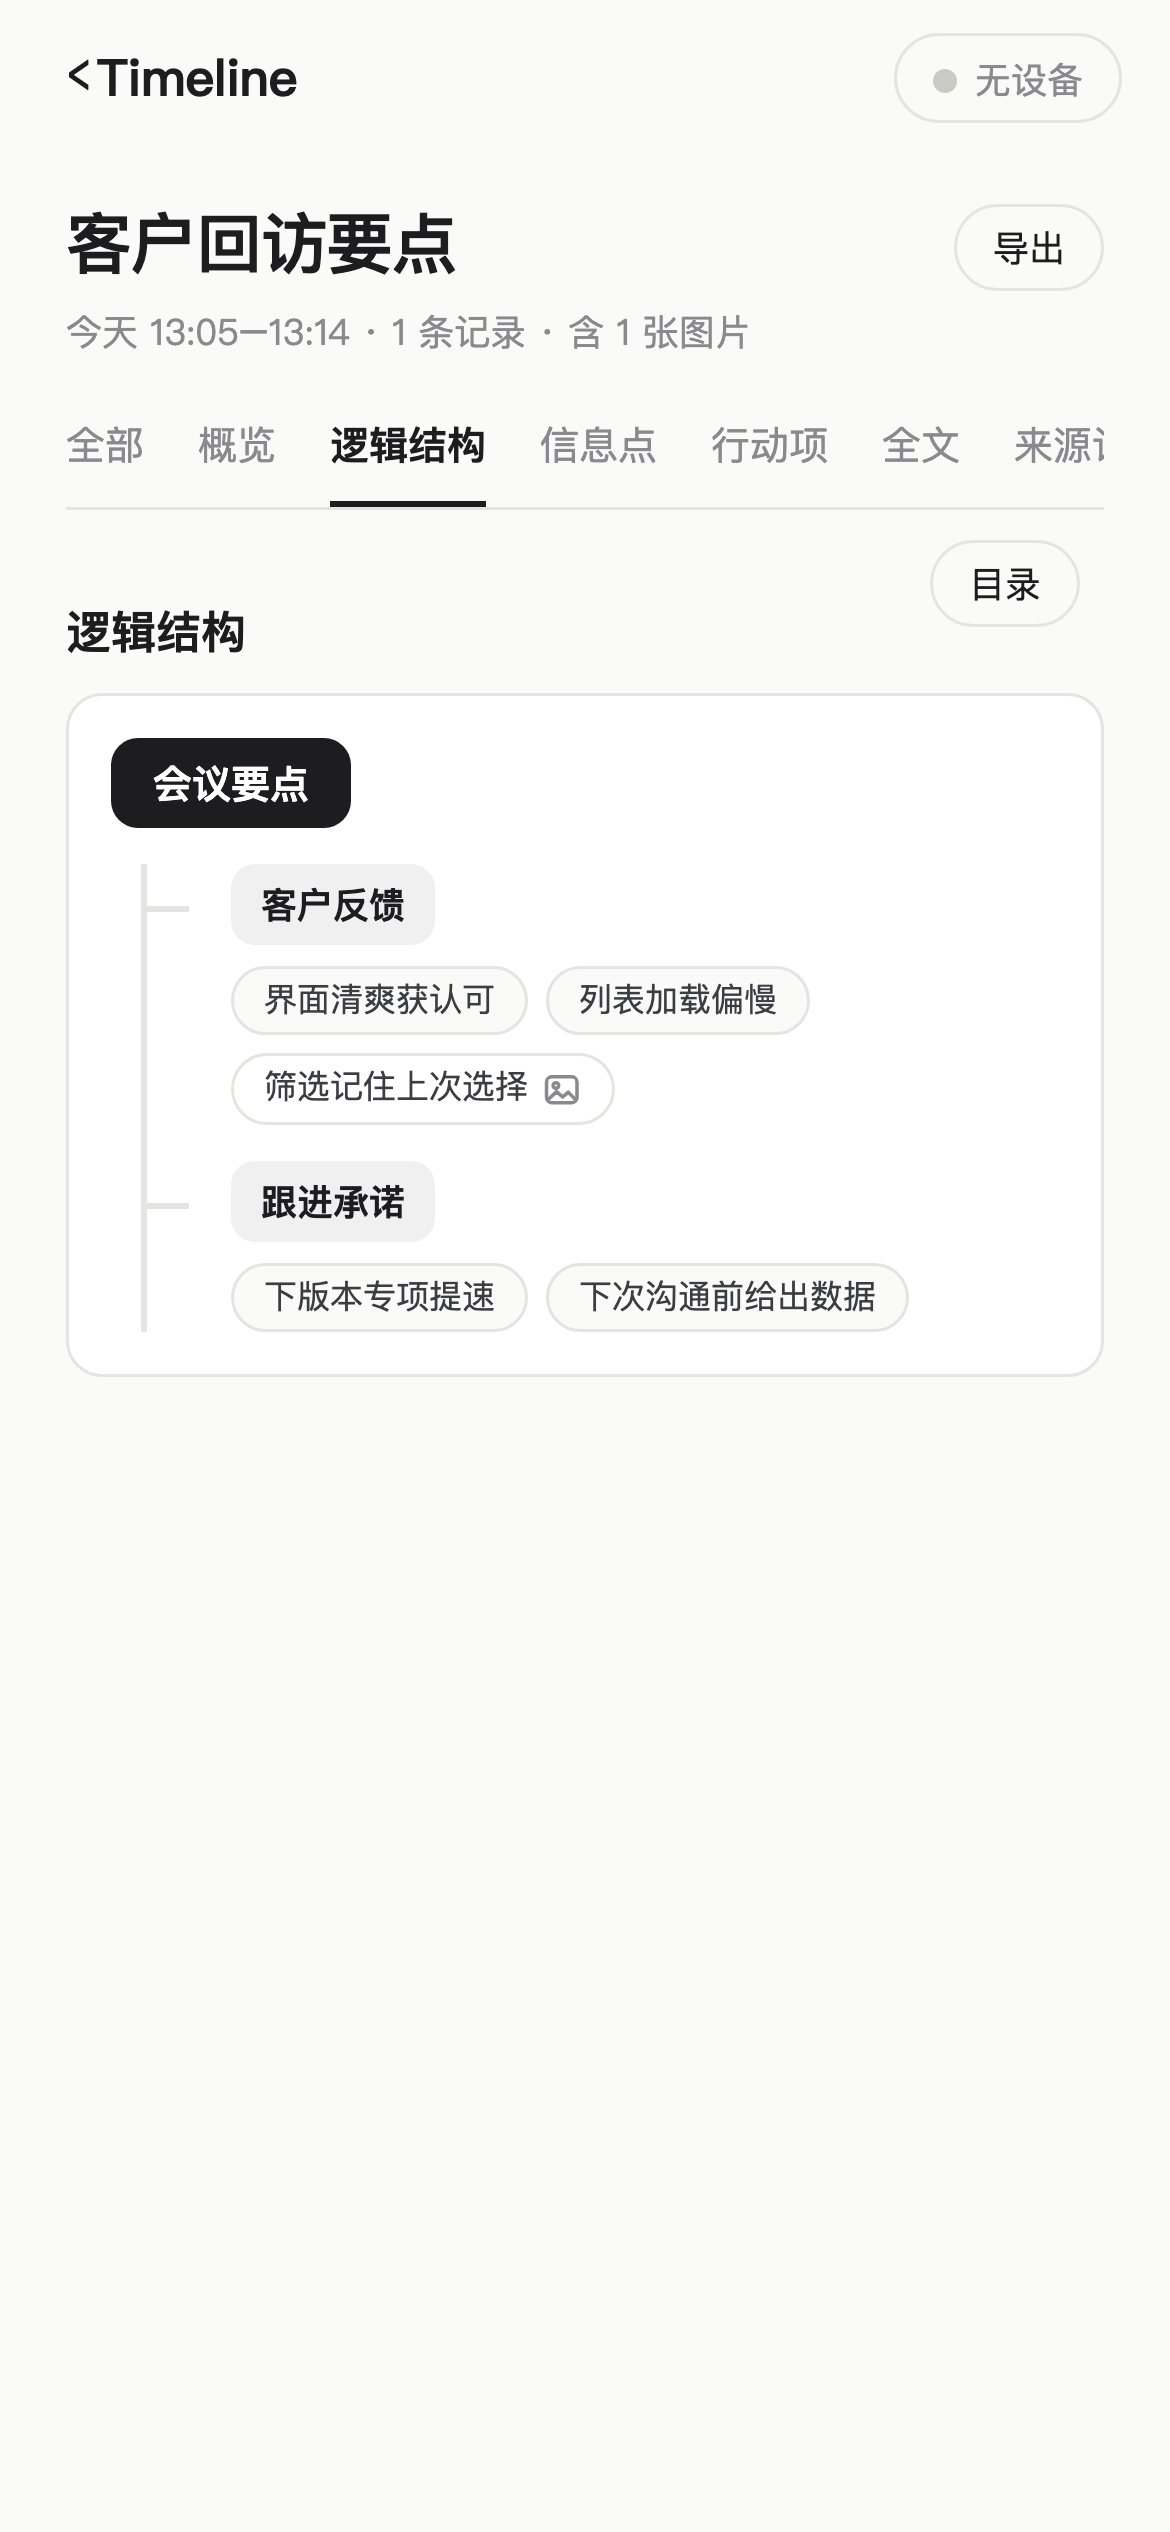 Timeline
无设备
客户回访要点
导出
今天 13:05–13:14 · 1 条记录 · 含 1 张图片
全部 概览 逻辑结构 信息点 行动项 全文 来源
目录
逻辑结构
会议要点
客户反馈
界面清爽获认可 列表加载偏慢
筛选记住上次选择
跟进承诺
下版本专项提速 下次沟通前给出数据